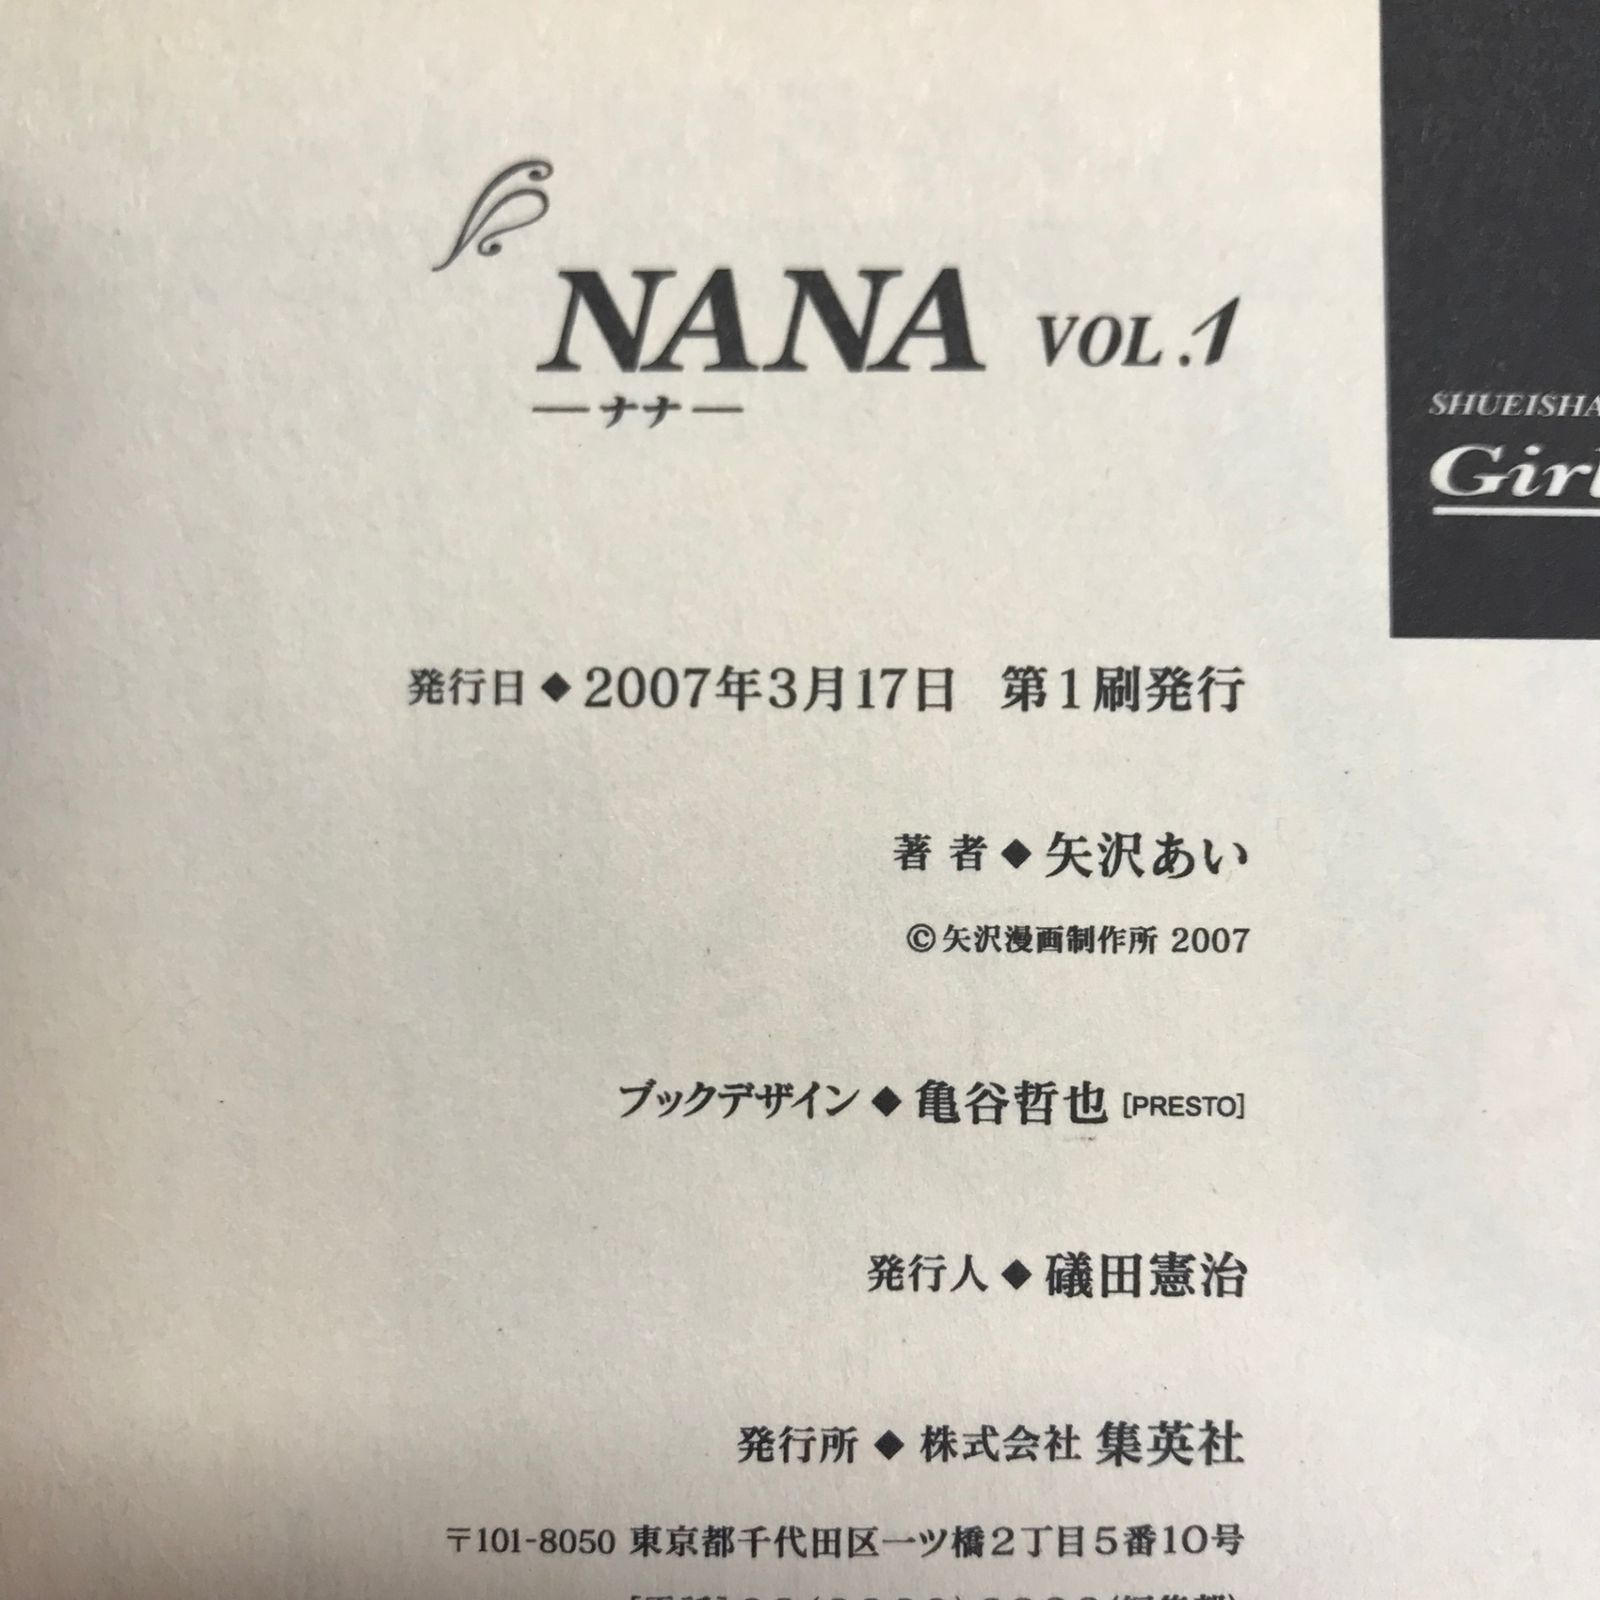 NANA VOL.1
—ナナ—
SHUEISHA
Girl
発行日◆2007年3月17日 第1刷発行
著者◆矢沢あい
©矢沢漫画制作所 2007
ブックデザイン◆亀谷哲也[PRESTO]
発行人◆礒田憲治
発行所◆株式会社 集英社
〒101-8050 東京都千代田区一ツ橋2丁目5番10号